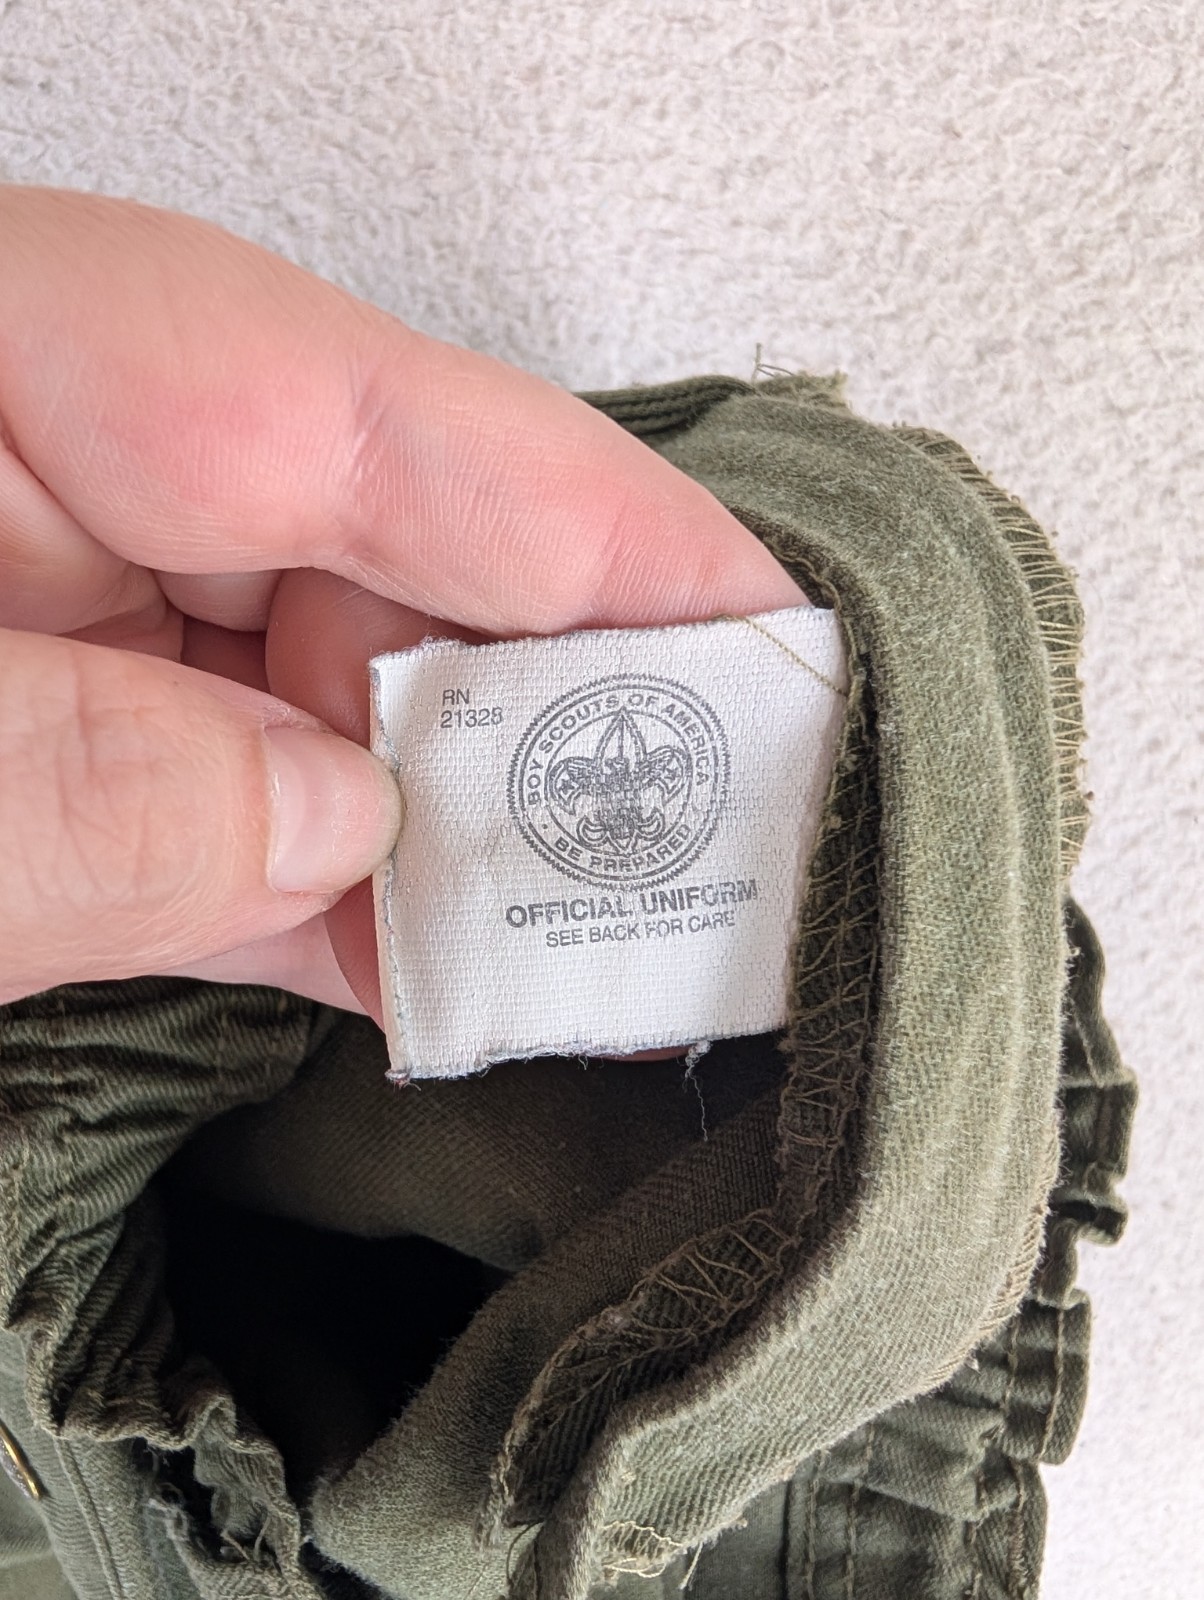 RN
21328
BOY SCOUTS OF AMERICA
• BE PREPARED
OFFICIAL UNIFORM
SEE BACK FOR CARE